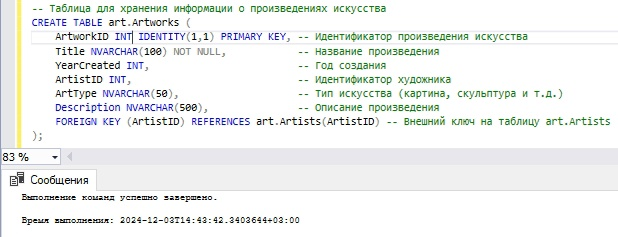 -- Таблица для хранения информации о произведениях искусства
CREATE TABLE art.Artworks (
ArtworkID INT IDENTITY(1,1) PRIMARY KEY, -- Идентификатор произведения искусства
Title NVARCHAR(100) NOT NULL, -- Название произведения
YearCreated INT, -- Год создания
ArtistID INT, -- Идентификатор художника
ArtType NVARCHAR(50), -- Тип искусства (картина, скульптура и т.д.)
Description NVARCHAR(500), -- Описание произведения
FOREIGN KEY (ArtistID) REFERENCES art.Artists(ArtistID) -- Внешний ключ на таблицу art.Artists
);
83 %
Сообщения
Выполнение команд успешно завершено.
Время выполнения: 2024-12-03T14:43:42.3403644+03:00